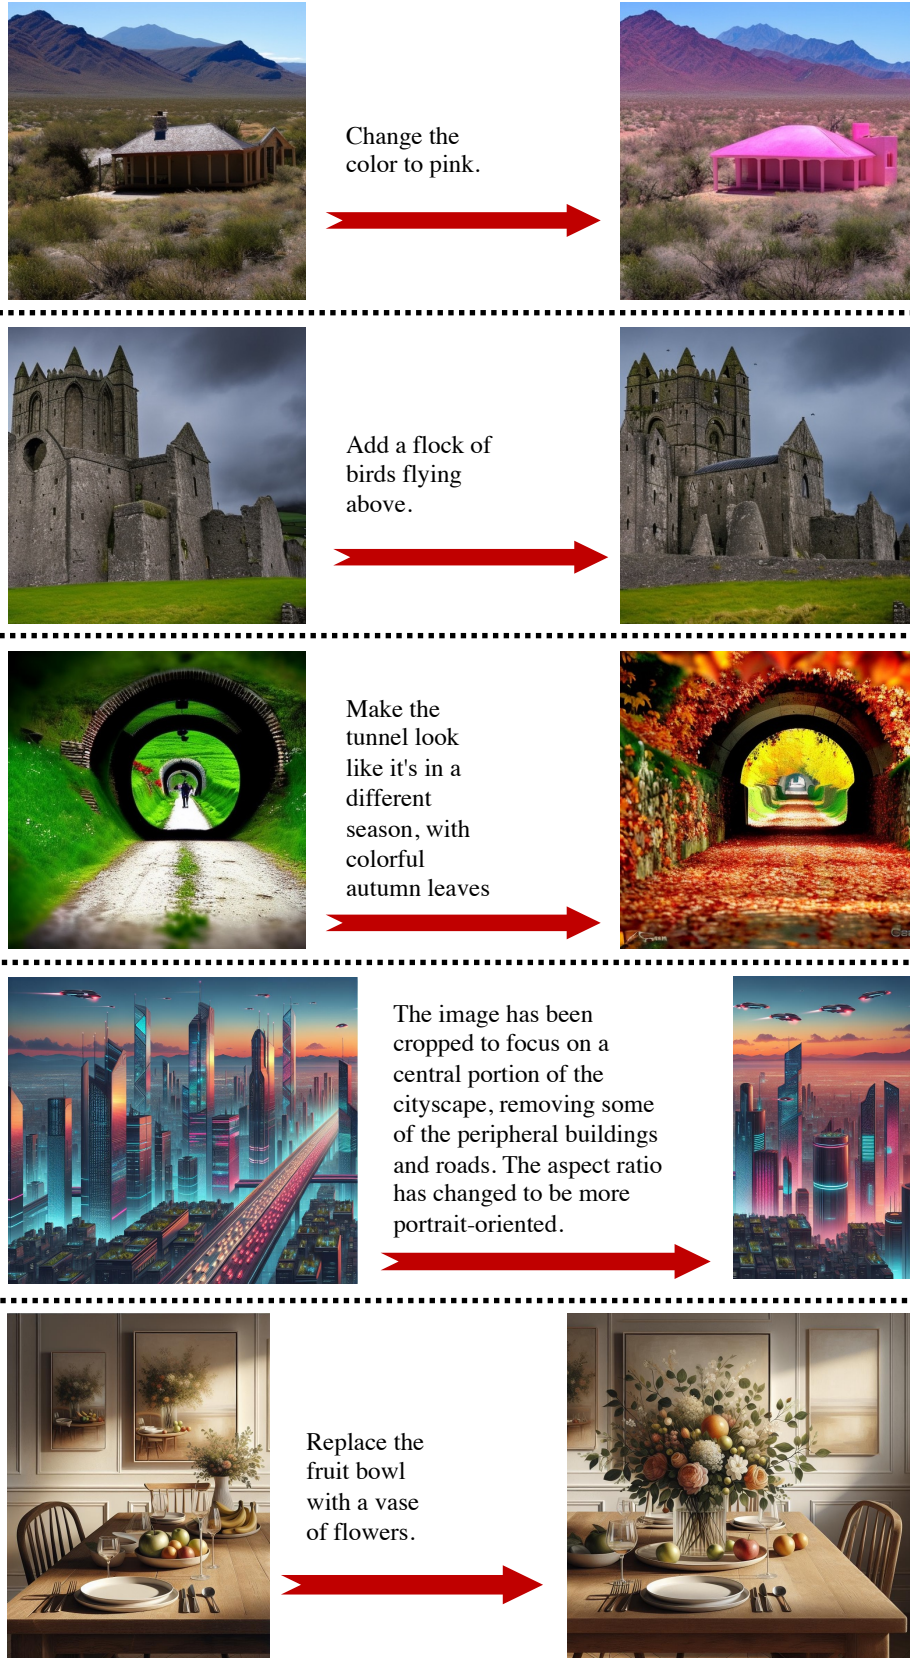 Change the
color to pink.
Add a flock of
birds flying
above.
Make the
tunnel look
like it's in a
different
season, with
colorful
autumn leaves
The image has been
cropped to focus on a
central portion of the
cityscape, removing some
of the peripheral buildings
and roads. The aspect ratio
has changed to be more
portrait-oriented.
Replace the
fruit bowl
with a vase
of flowers.